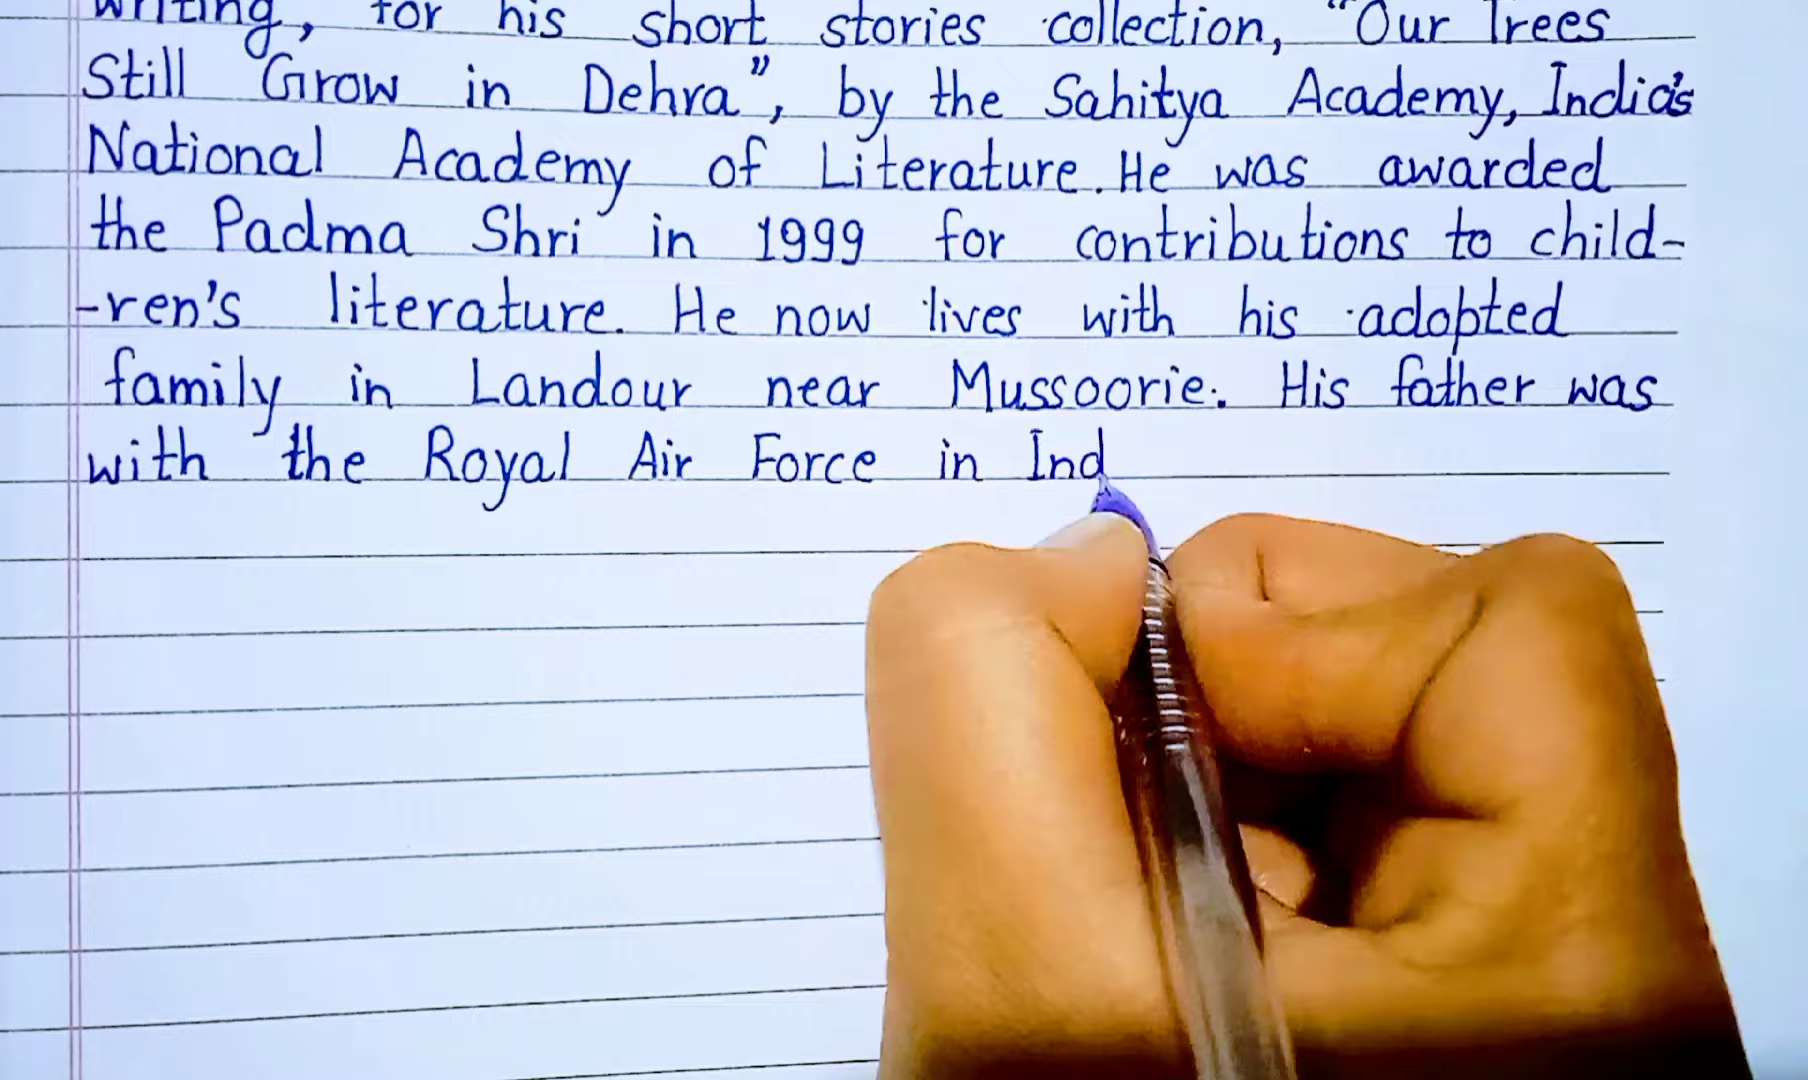 writing, for his short stories collection, "Our Trees
Still Grow in Dehra", by the Sahitya Academy, India's
National Academy of Literature. He was awarded
the Padma Shri in 1999 for contributions to child-
-ren's literature. He now lives with his adopted
family in Landour near Mussoorie. His father was
with the Royal Air Force in Ind